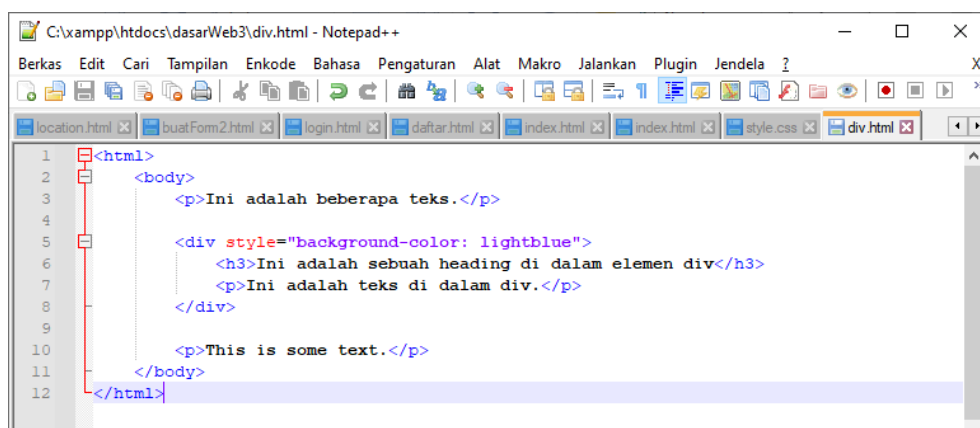 C:\xampp\htdocs\dasarWeb3\div.html - Notepad++
Berkas Edit Cari Tampilan Enkode Bahasa Pengaturan Alat Makro Jalankan Plugin Jendela ? X
location.html buatForm2.html login.html daftar.html index.html index.html style.css div.html
1 <html>
2 <body>
3 <p>Ini adalah beberapa teks.</p>
4
5 <div style="background-color: lightblue">
6 <h3>Ini adalah sebuah heading di dalam elemen div</h3>
7 <p>Ini adalah teks di dalam div.</p>
8 </div>
9
10 <p>This is some text.</p>
11 </body>
12 </html>